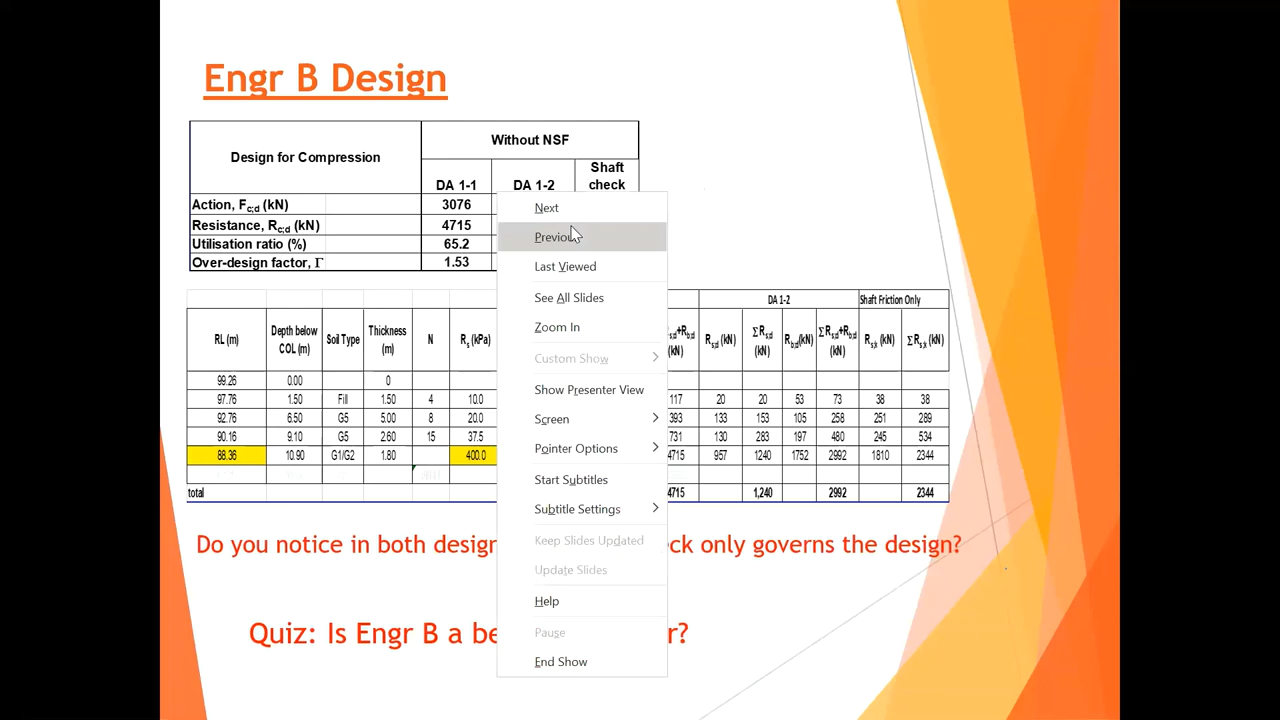 Engr B Design
Design for Compression
Without NSF
DA 1-1 DA 1-2 Shaft check
Action, Fc;d (kN) 3076
Resistance, Rc;d (kN) 4715
Utilisation ratio (%) 65.2
Over-design factor, Γ 1.53
DA 1-2 Shaft Friction Only
RL (m) Depth below COL (m) Soil Type Thickness (m) N Rs (kPa) s;d+Rb;d (kN) Rs;d (kN) ΣRs;d (kN) Rb;d(kN) ΣRs;d+Rb;d (kN) Rs;k (kN) ΣRs;k (kN)
99.26 0.00 0
97.76 1.50 Fill 1.50 4 10.0 117 20 20 53 73 38 38
92.76 6.50 G5 5.00 8 20.0 393 133 153 105 258 251 289
90.16 9.10 G5 2.60 15 37.5 731 130 283 197 480 245 534
88.36 10.90 G1/G2 1.80 400.0 4715 957 1240 1752 2992 1810 2344
total 4715 1,240 2992 2344
Do you notice in both desig ck only governs the design?
Quiz: Is Engr B a be r?
Next
Previous
Last Viewed
See All Slides
Zoom In
Custom Show
Show Presenter View
Screen
Pointer Options
Start Subtitles
Subtitle Settings
Keep Slides Updated
Update Slides
Help
Pause
End Show